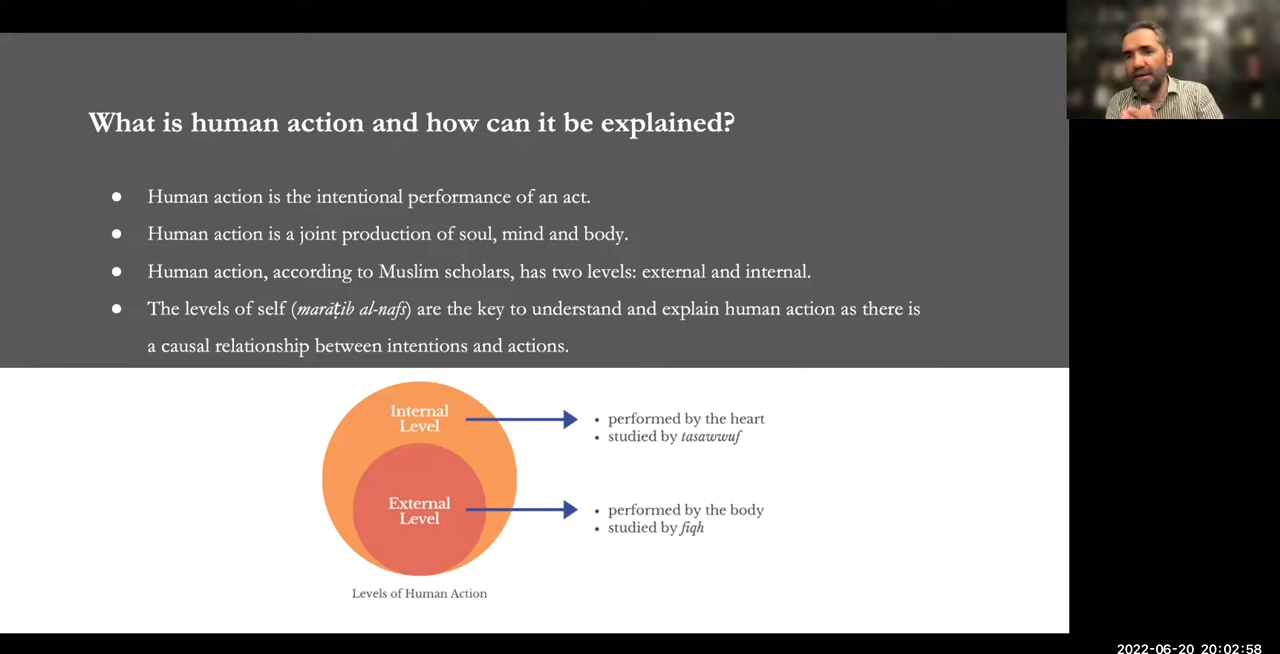 What is human action and how can it be explained?
● Human action is the intentional performance of an act.
● Human action is a joint production of soul, mind and body.
● Human action, according to Muslim scholars, has two levels: external and internal.
● The levels of self (marāṭib al-nafs) are the key to understand and explain human action as there is
a causal relationship between intentions and actions.
Internal
Level
• performed by the heart
• studied by tasawwuf
External
Level
• performed by the body
• studied by fiqh
Levels of Human Action
2022-06-20 20:02:58